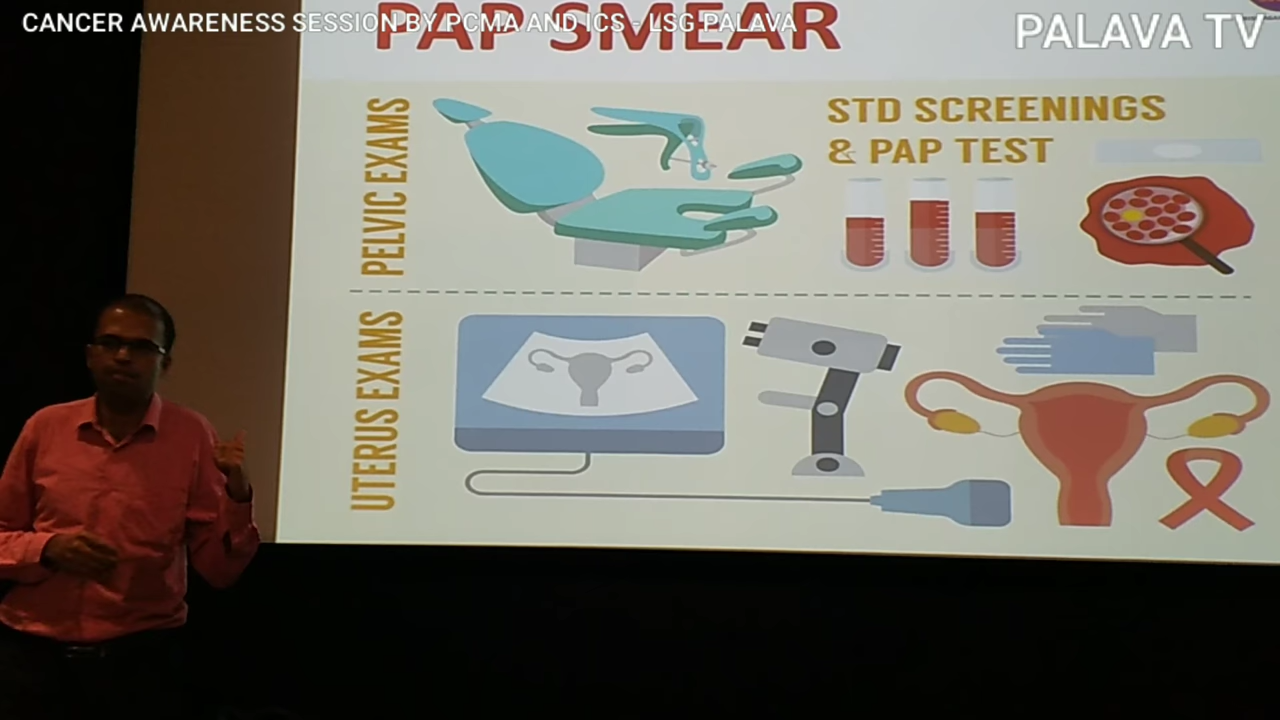 CANCER AWARENESS SESSION BY PCMA AND ICS - LSG PALAVA
PALAVA TV
PAP SMEAR
PELVIC EXAMS
STD SCREENINGS
& PAP TEST
UTERUS EXAMS